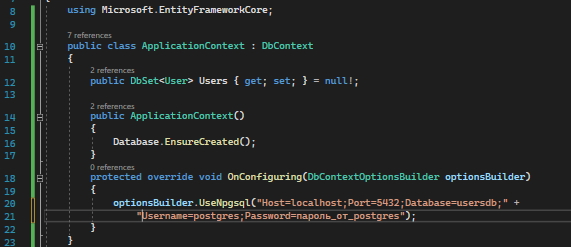 8 using Microsoft.EntityFrameworkCore;
9
7 references
10 public class ApplicationContext : DbContext
11 {
2 references
12 public DbSet<User> Users { get; set; } = null!;
13
2 references
14 public ApplicationContext()
15 {
16 Database.EnsureCreated();
17 }
0 references
18 protected override void OnConfiguring(DbContextOptionsBuilder optionsBuilder)
19 {
20 optionsBuilder.UseNpgsql("Host=localhost;Port=5432;Database=usersdb;" +
21 "Username=postgres;Password=пароль_от_postgres");
22 }
23 }